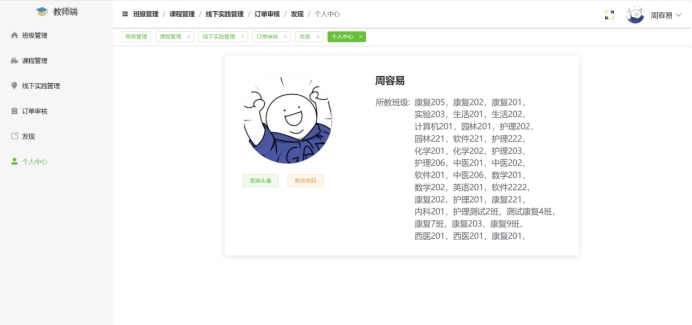 教师端
班级管理 / 课程管理 / 线下实践管理 / 订单审核 / 发现 / 个人中心
周容易
班级管理
课程管理
线下实践管理
订单审核
发现
个人中心
班级管理 课程管理 × 线下实践管理 × 订单审核 × 发现 × 个人中心 ×
周容易
所教班级: 康复205, 康复202, 康复201,
实验203, 生活201, 生活202,
计算机201, 园林201, 护理202,
园林221, 软件221, 护理222,
化学201, 化学202, 护理203,
护理206, 中医201, 中医202,
软件201, 中医206, 数学201,
数学202, 英语201, 软件2222,
康复202, 护理201, 康复221,
内科201, 护理测试2班, 测试康复4班,
康复7班, 康复203, 康复9班,
西医201, 西医201, 康复201,
更换头像 修改密码